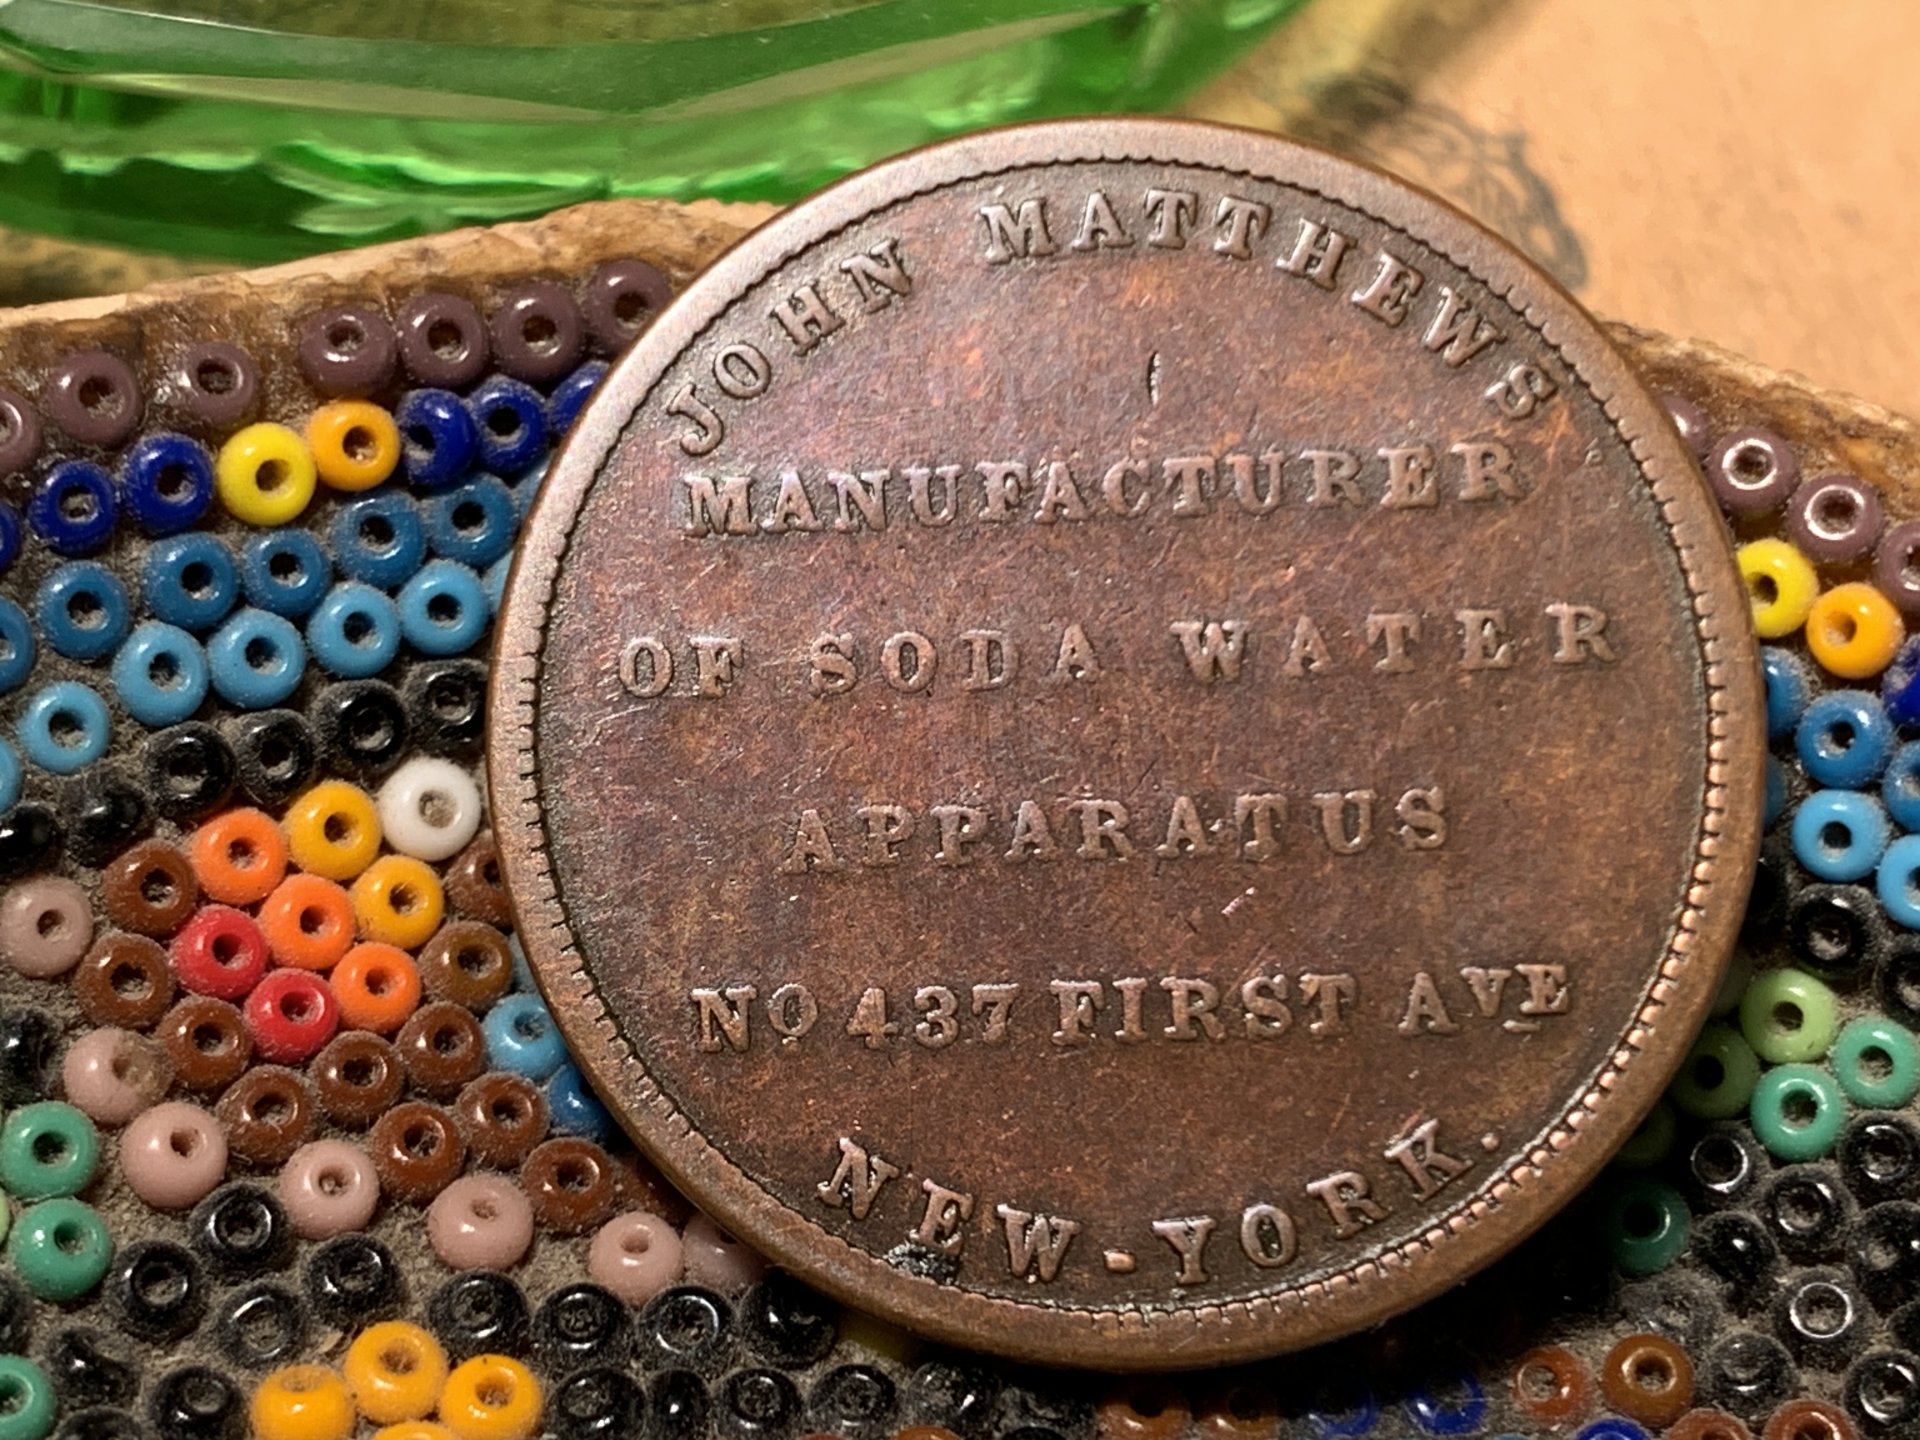 JOHN MATTHEWS
MANUFACTURER
OF SODA WATER
APPARATUS
NO 437 FIRST AVE
NEW-YORK.